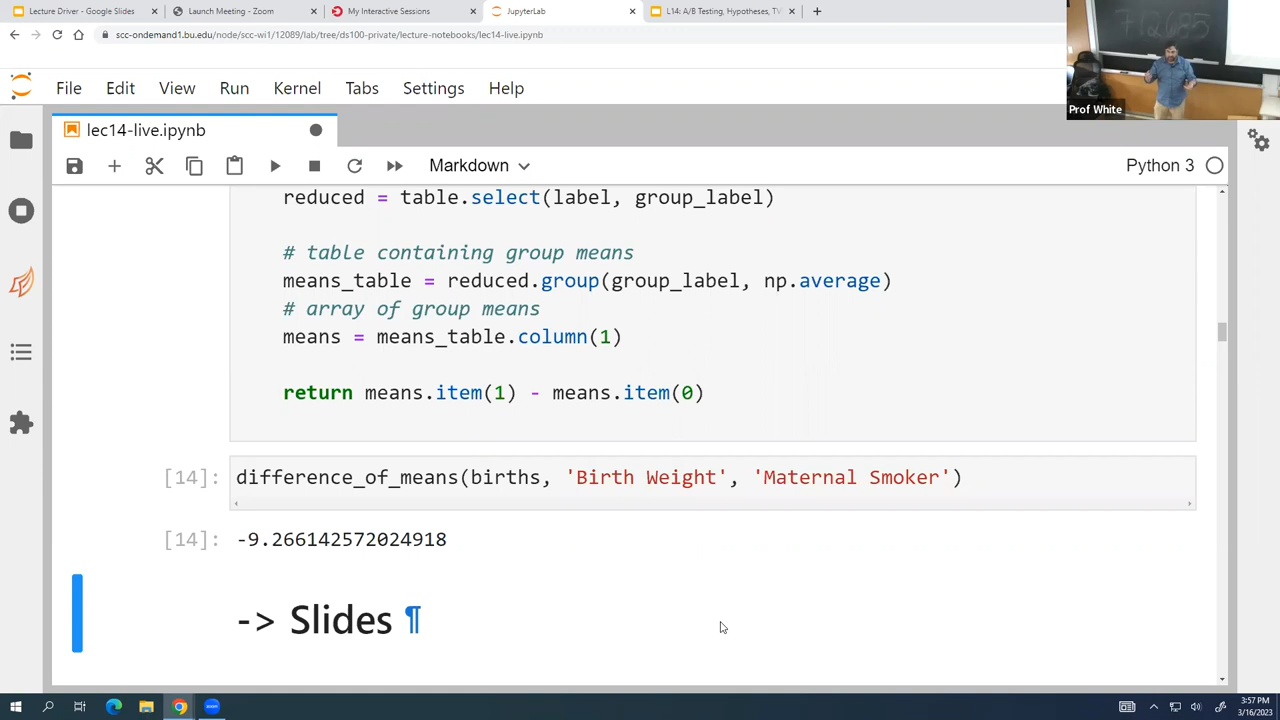 Lecture Driver - Google Slides
Launch Meeting - Zoom
My Interactive Sessions
JupyterLab
L14: A/B Testing, Hypotheses, TV
scc-ondemand1.bu.edu/node/scc-wi1/12089/lab/tree/ds100-private/lecture-notebooks/lec14-live.ipynb
Prof White
File Edit View Run Kernel Tabs Settings Help
lec14-live.ipynb
Markdown
Python 3
reduced = table.select(label, group_label)
# table containing group means
means_table = reduced.group(group_label, np.average)
# array of group means
means = means_table.column(1)
return means.item(1) - means.item(0)
[14]: difference_of_means(births, 'Birth Weight', 'Maternal Smoker')
[14]: -9.266142572024918
-> Slides ¶
3:57 PM
3/16/2023